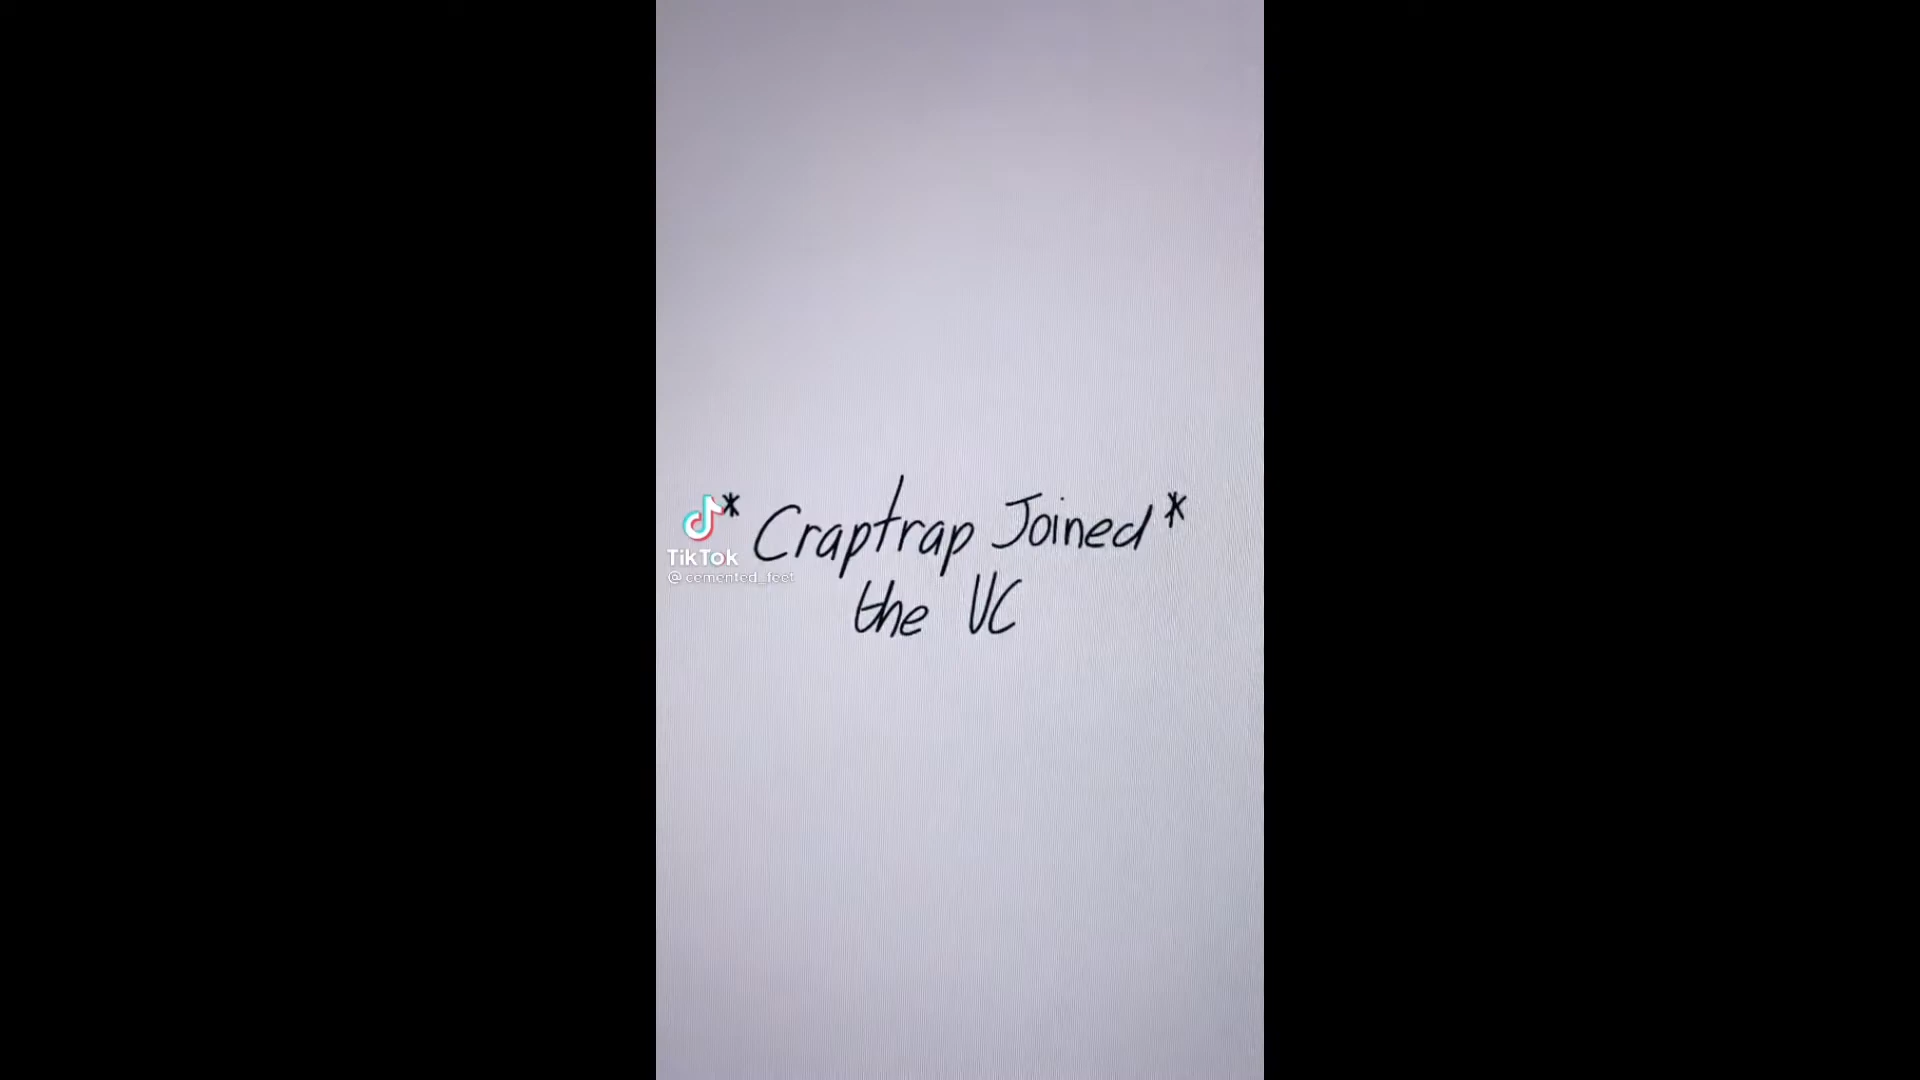 * Craptrap Joined *
the VC
TikTok
@ cemented_feet